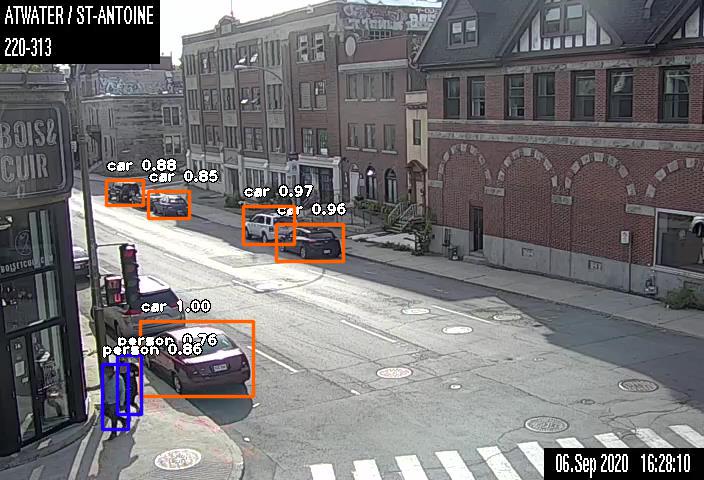 ATWATER / ST-ANTOINE
220-313
BOIS&
CUIR
car 0.88
car 0.85
car 0.97
car 0.96
car 1.00
person 0.76
person 0.86
06.Sep 2020 16:28:10